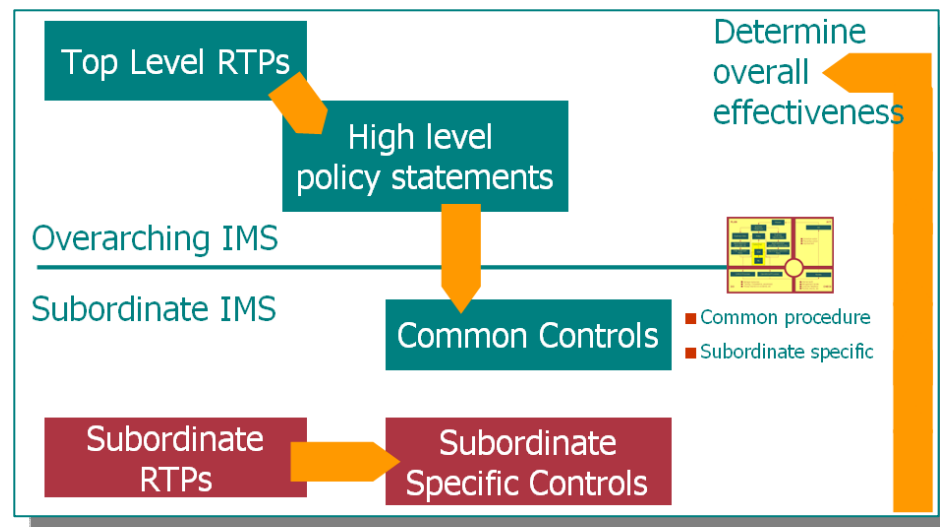 Top Level RTPs
High level
policy statements
Determine
overall
effectiveness
Overarching IMS
Subordinate IMS
Common Controls
Common procedure
Subordinate specific
Subordinate
RTPs
Subordinate
Specific Controls